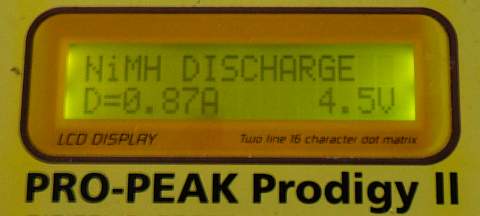 NiMH DISCHARGE
D=0.87A 4.5V
LCD DISPLAY Two line 16 character dot matrix
PRO-PEAK Prodigy II